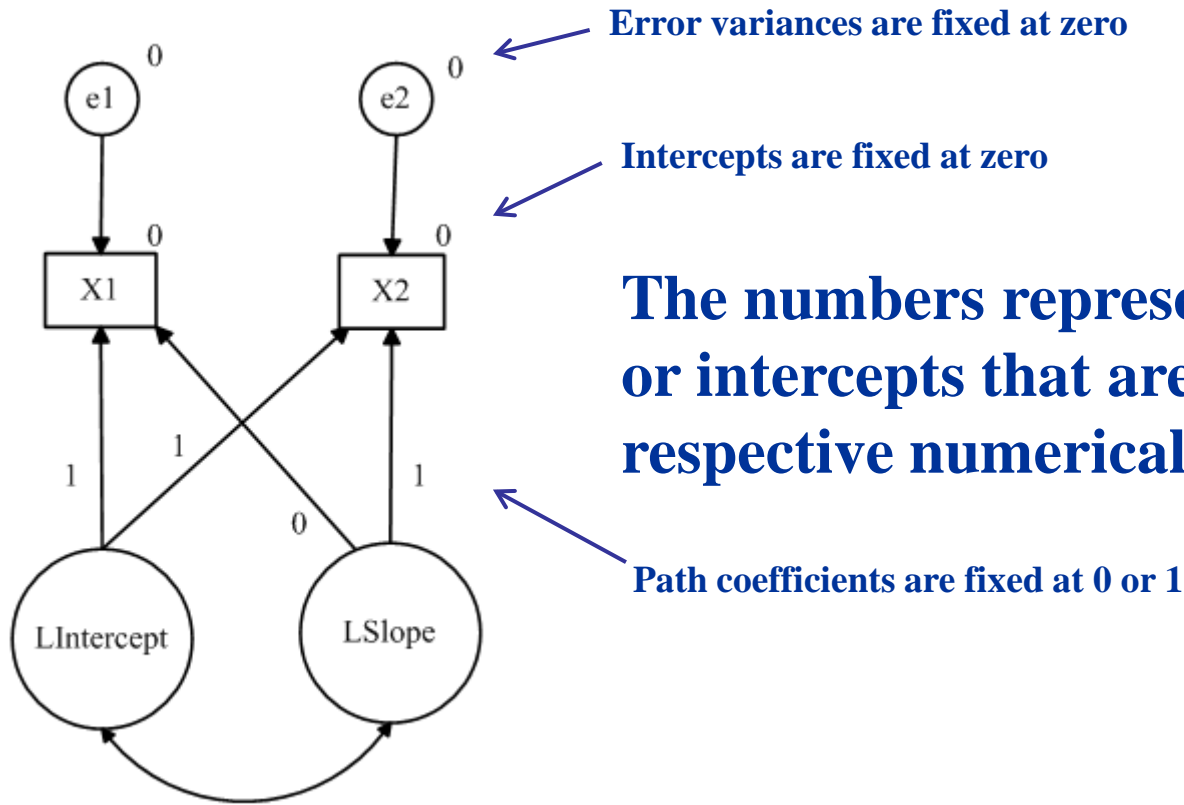 Error variances are fixed at zero
0
0
e1
e2
Intercepts are fixed at zero
0
0
X1
X2
The numbers
or intercepts that
respective numerical
1
1
1
0
Path coefficients are fixed at 0 or 1
LIntercept
LSlope